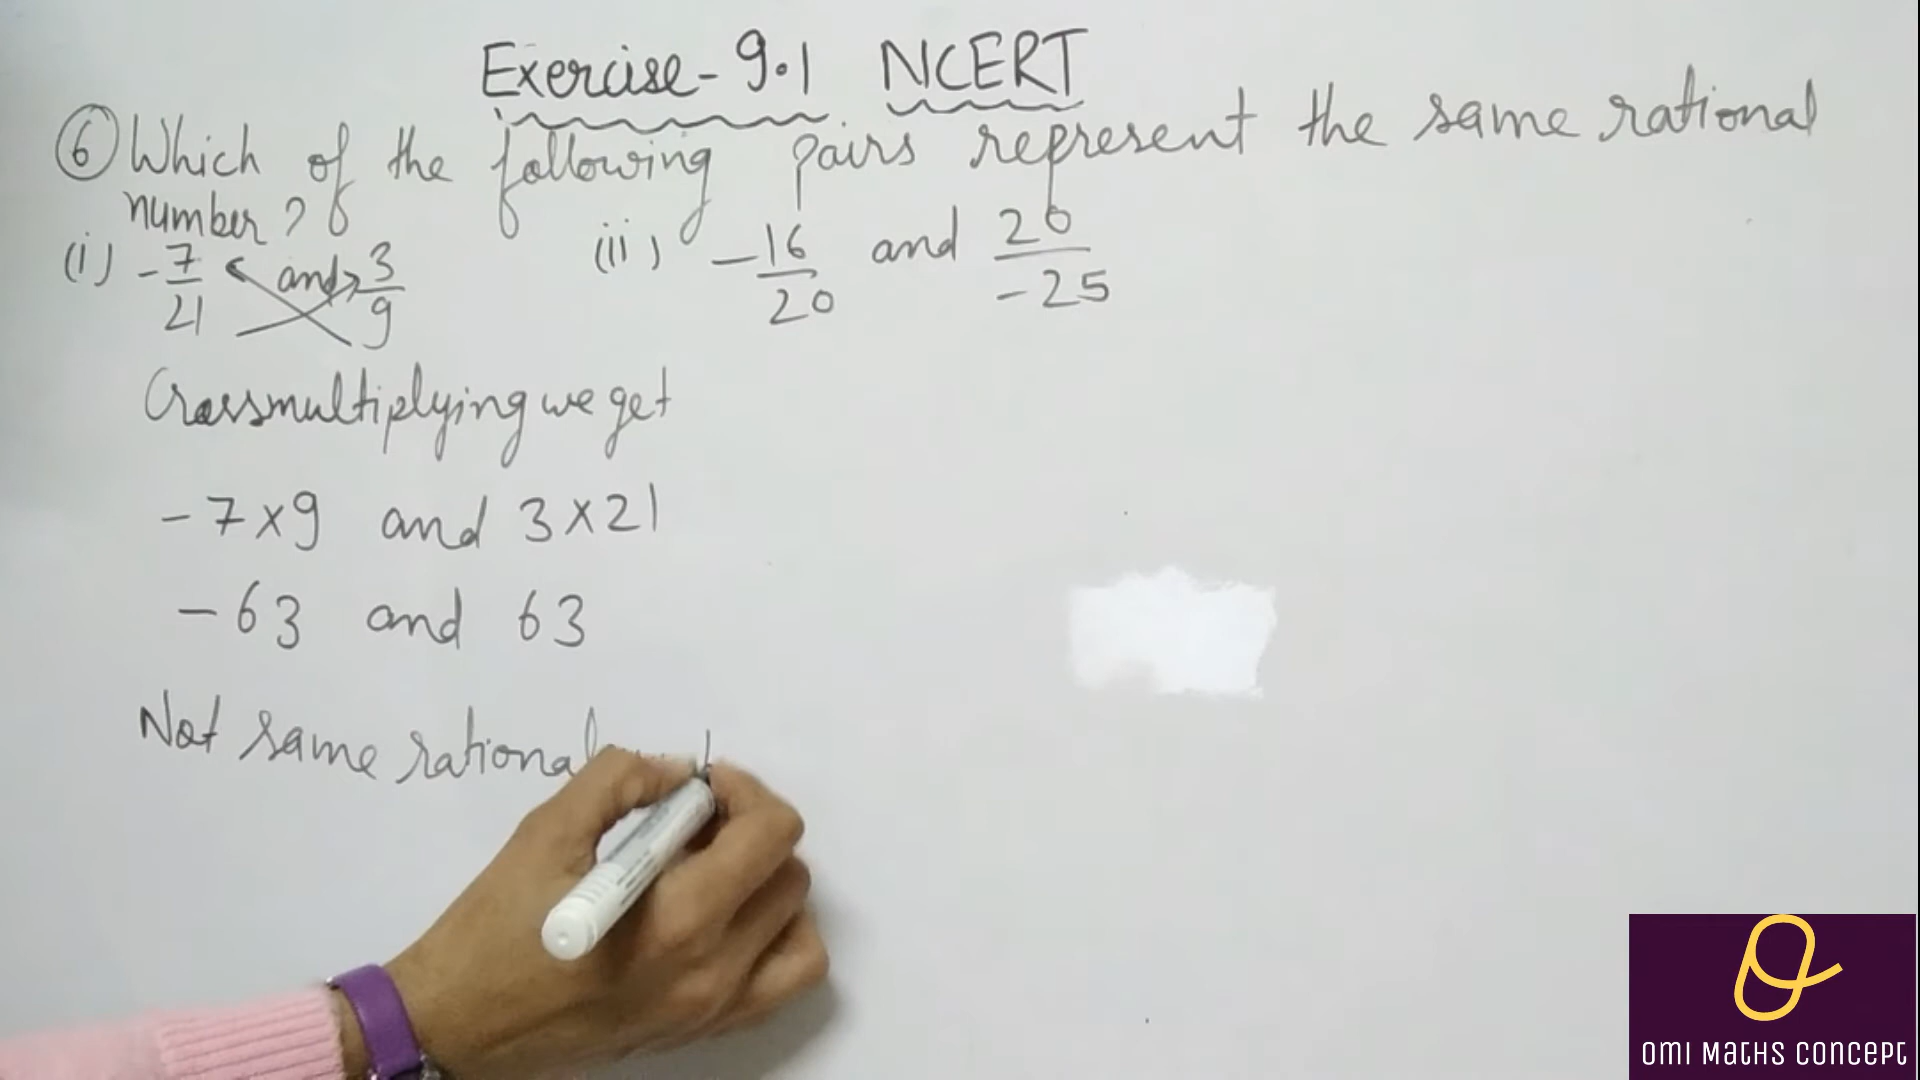 Exercise-9.1 NCERT
6 Which of the following pairs represent the same rational
number?
(i) -7/21 and 3/9 (ii) -16/20 and 20/-25
Crossmultiplying we get
-7×9 and 3×21
-63 and 63
Not same rational
OMI MATHS CONCEPT